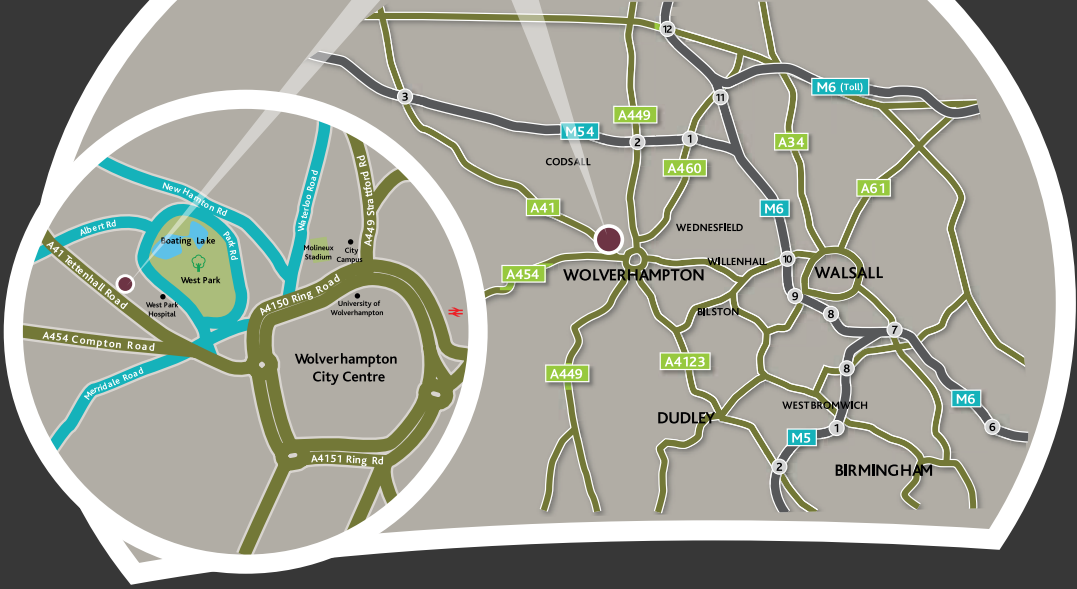 12
M6 (Toll)
3
11
A449
M54
2
1
A34
CODSALL
A460
A61
A41
M6
WEDNESFIELD
A454
WOLVERHAMPTON
WILLENHALL
10
WALSALL
9
BILSTON
8
7
A449
A4123
8
M6
DUDLEY
WESTBROMWICH
6
M5
1
2
BIRMINGHAM
New Hamton Rd
Waterloo Road
A449 Stratford Rd
Albert Rd
Park Rd
Boating Lake
West Park
Molineux
Stadium
City
Campus
A41 Tettenhall Road
West Park
Hospital
A4150 Ring Road
University of
Wolverhampton
A454 Compton Road
Merridale Road
Wolverhampton
City Centre
A4151 Ring Rd